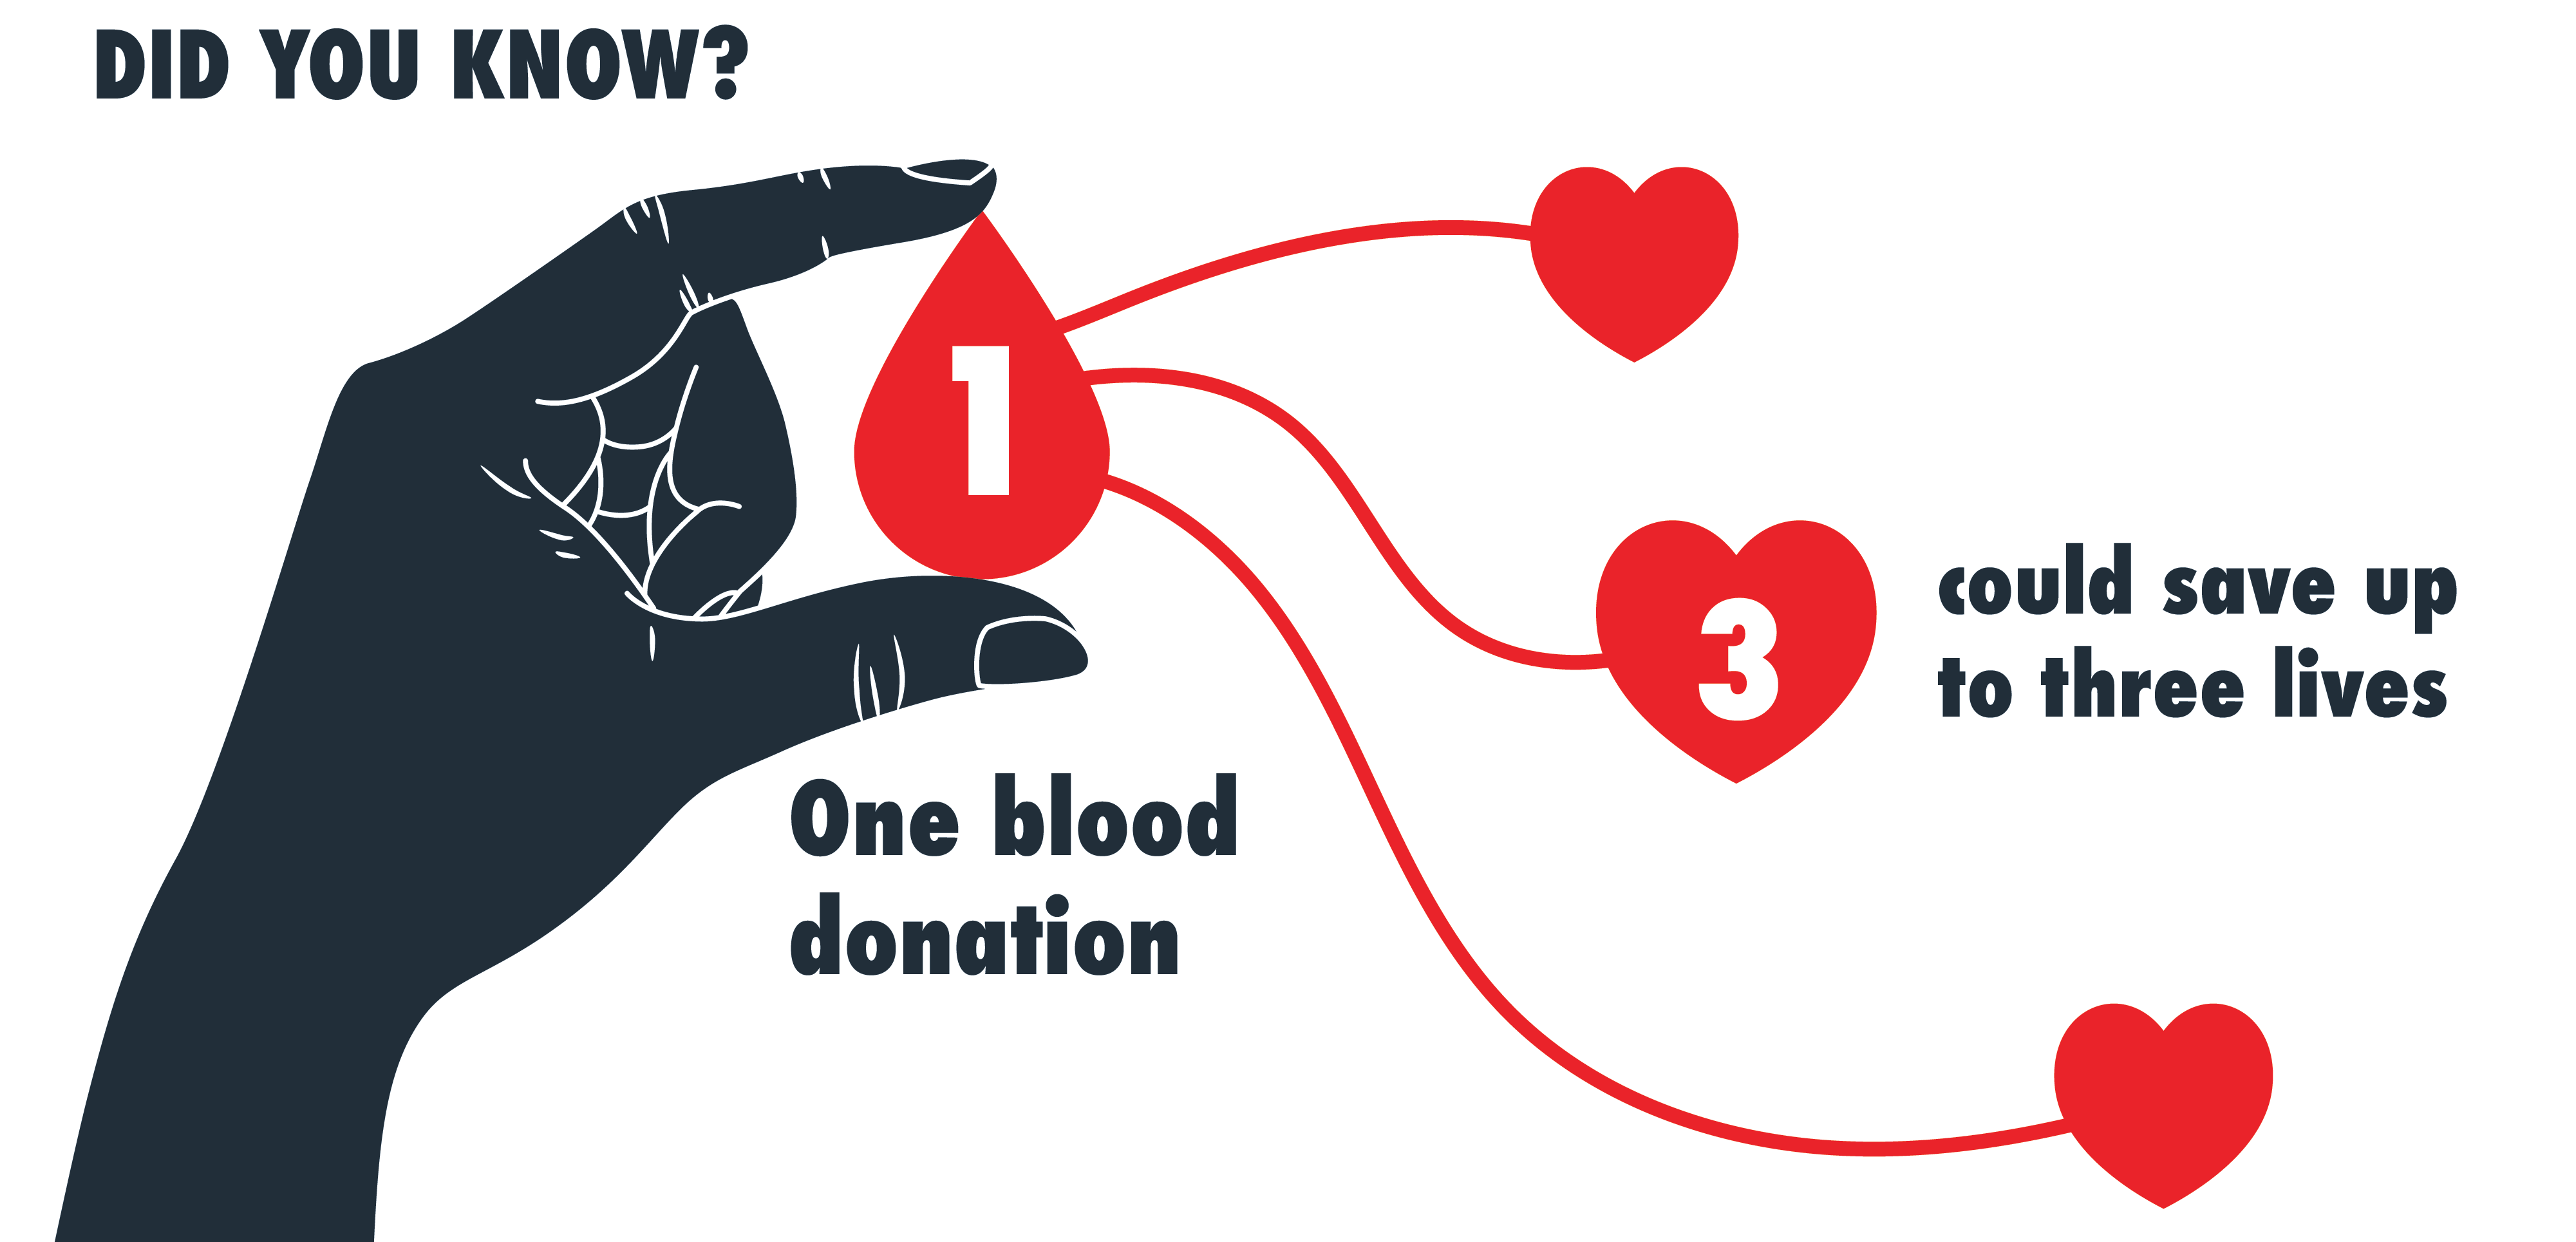 DID YOU KNOW?
1
One blood
donation
3
could save up
to three lives